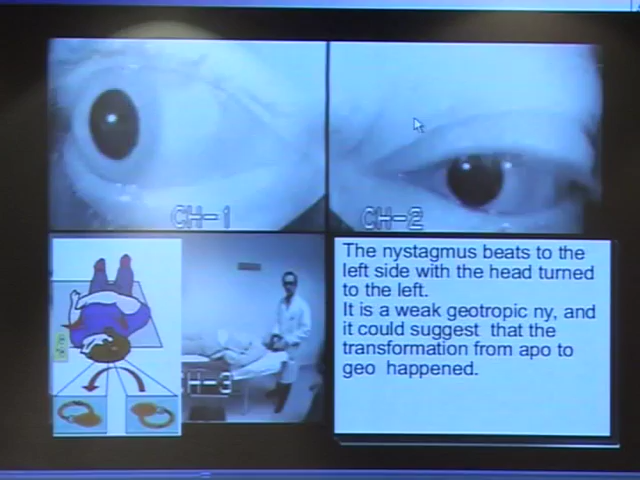 CH-1
CH-2
The nystagmus beats to the
left side with the head turned
to the left.
It is a weak geotropic ny, and
it could suggest that the
transformation from apo to
geo happened.
CH-3